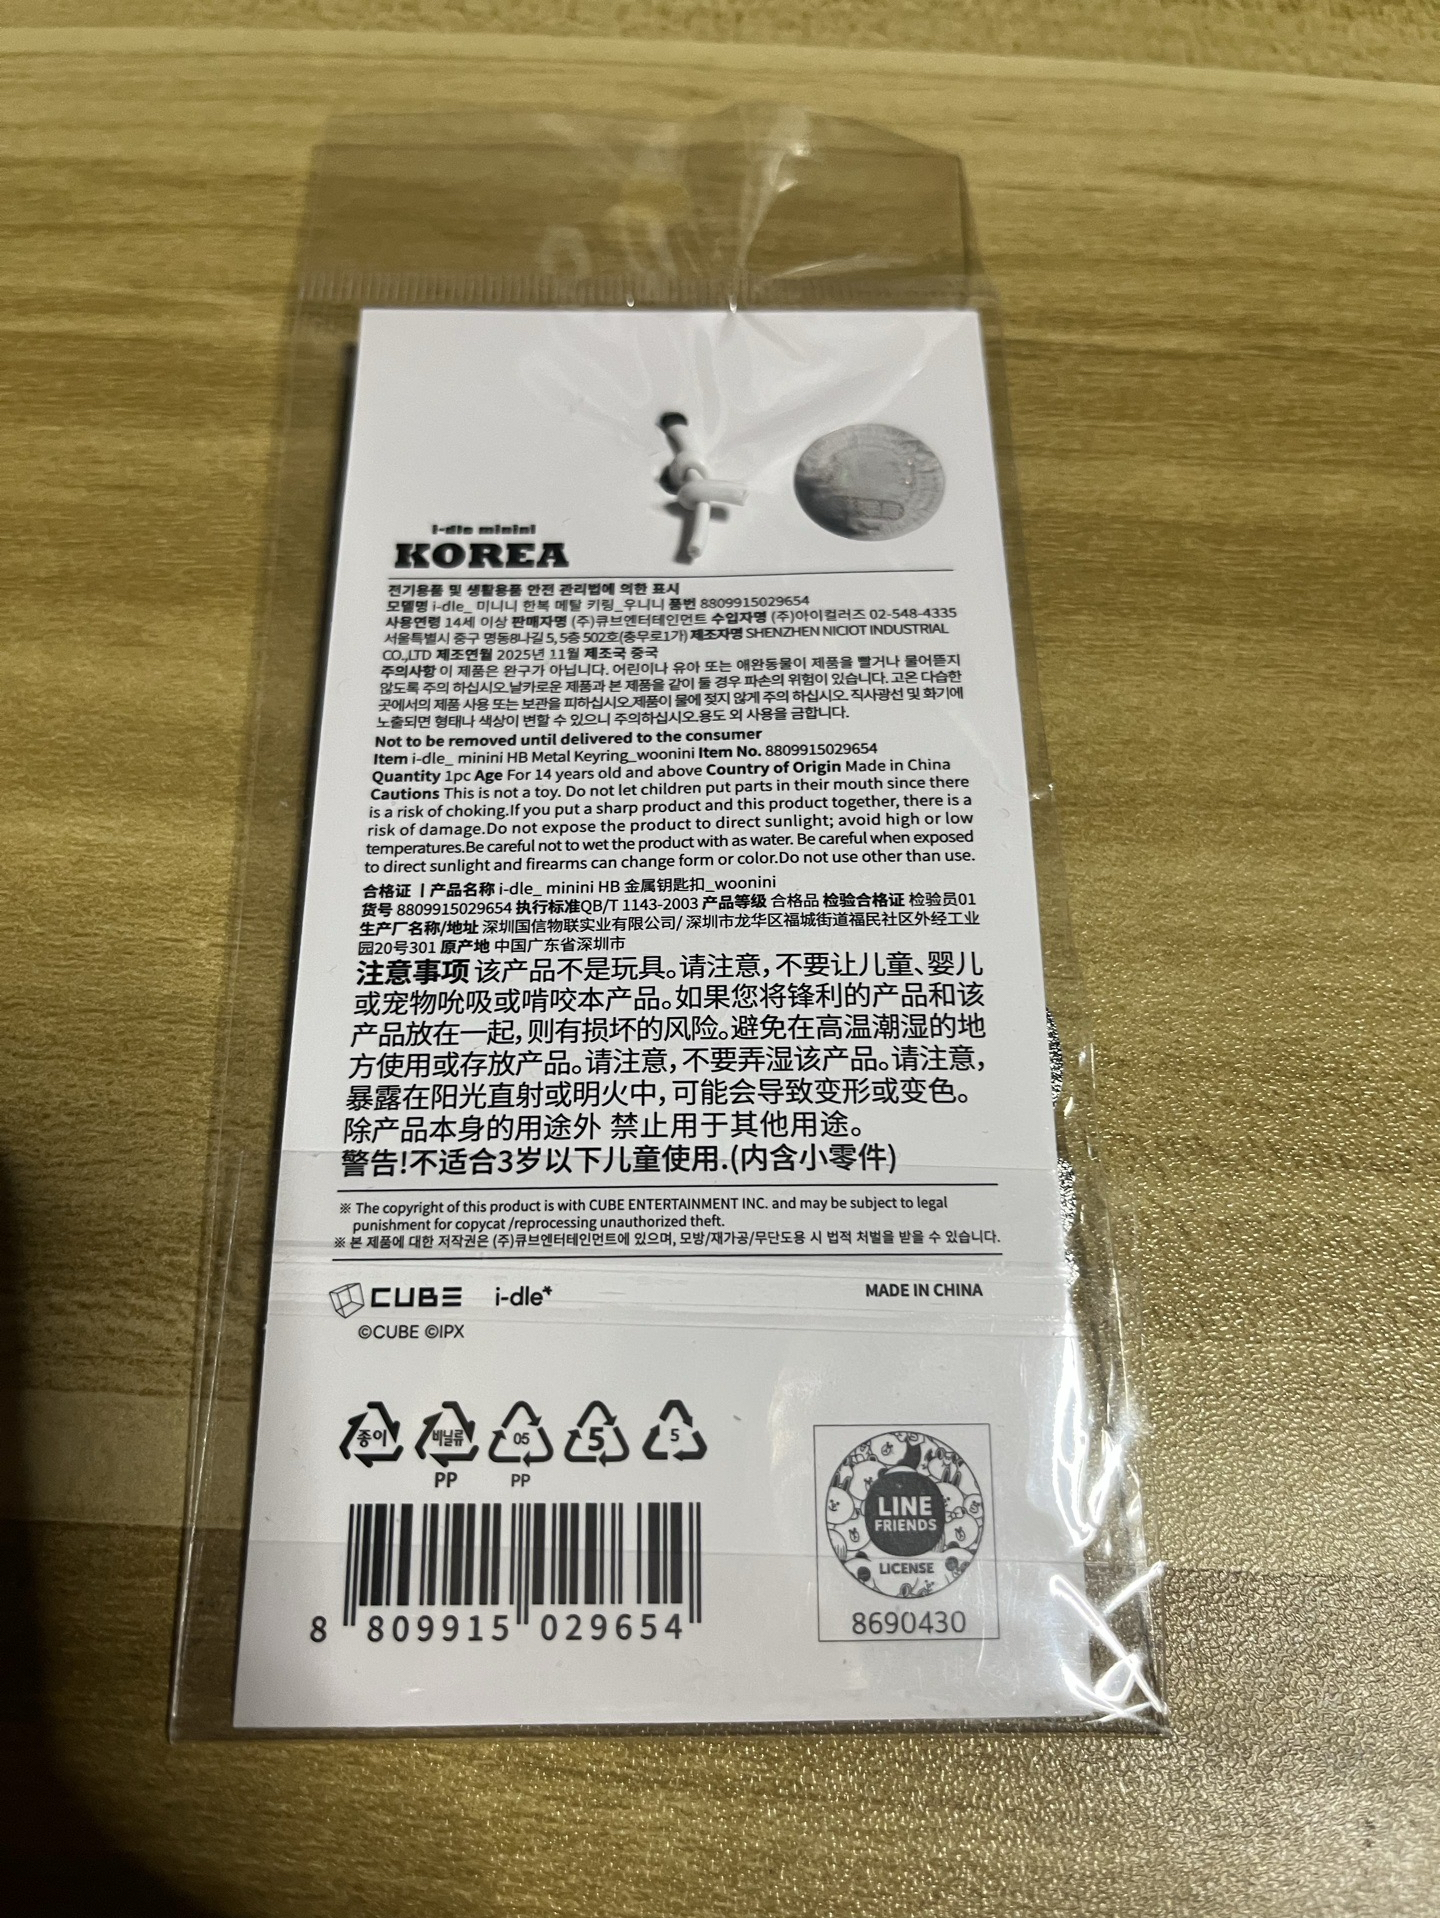 i-dle minini
KOREA
전기용품 및 생활용품 안전 관리법에 의한 표시
모델명 i-dle_ 미니니 한복 메탈 키링_우니니 품번 8809915029654
사용연령 14세 이상 판매자명 (주)큐브엔터테인먼트 수입자명 (주)아이컬러즈 02-548-4335
서울특별시 중구 명동8나길 5, 5층 502호(충무로1가) 제조자명 SHENZHEN NICIOT INDUSTRIAL
CO.,LTD 제조연월 2025년 11월 제조국 중국
주의사항 이 제품은 완구가 아닙니다. 어린이나 유아 또는 애완동물이 제품을 빨거나 물어뜯지
않도록 주의 하십시오.날카로운 제품과 본 제품을 같이 둘 경우 파손의 위험이 있습니다. 고온 다습한
곳에서의 제품 사용 또는 보관을 피하십시오.제품이 물에 젖지 않게 주의 하십시오. 직사광선 및 화기에
노출되면 형태나 색상이 변할 수 있으니 주의하십시오.용도 외 사용을 금합니다.
Not to be removed until delivered to the consumer
Item i-dle_ minini HB Metal Keyring_woonini Item No. 8809915029654
Quantity 1pc Age For 14 years old and above Country of Origin Made in China
Cautions This is not a toy. Do not let children put parts in their mouth since there
is a risk of choking.If you put a sharp product and this product together, there is a
risk of damage.Do not expose the product to direct sunlight; avoid high or low
temperatures.Be careful not to wet the product with as water. Be careful when exposed
to direct sunlight and firearms can change form or color.Do not use other than use.
合格证 | 产品名称 i-dle_ minini HB 金属钥匙扣_woonini
货号 8809915029654 执行标准QB/T 1143-2003 产品等级 合格品 检验合格证 检验员01
生产厂名称/地址 深圳国信物联实业有限公司/ 深圳市龙华区福城街道福民社区外经工业
园20号301 原产地 中国广东省深圳市
注意事项 该产品不是玩具。请注意，不要让儿童、婴儿
或宠物吮吸或啃咬本产品。如果您将锋利的产品和该
产品放在一起，则有损坏的风险。避免在高温潮湿的地
方使用或存放产品。请注意，不要弄湿该产品。请注意，
暴露在阳光直射或明火中，可能会导致变形或变色。
除产品本身的用途外 禁止用于其他用途。
警告!不适合3岁以下儿童使用.(内含小零件)
※ The copyright of this product is with CUBE ENTERTAINMENT INC. and may be subject to legal
punishment for copycat /reprocessing unauthorized theft.
※ 본 제품에 대한 저작권은 (주)큐브엔터테인먼트에 있으며, 모방/재가공/무단도용 시 법적 처벌을 받을 수 있습니다.
CUBE i-dle* MADE IN CHINA
©CUBE ©IPX
종이 비닐류 05 5 5
PP PP
LINE
FRIENDS
LICENSE
8690430
8 809915 029654